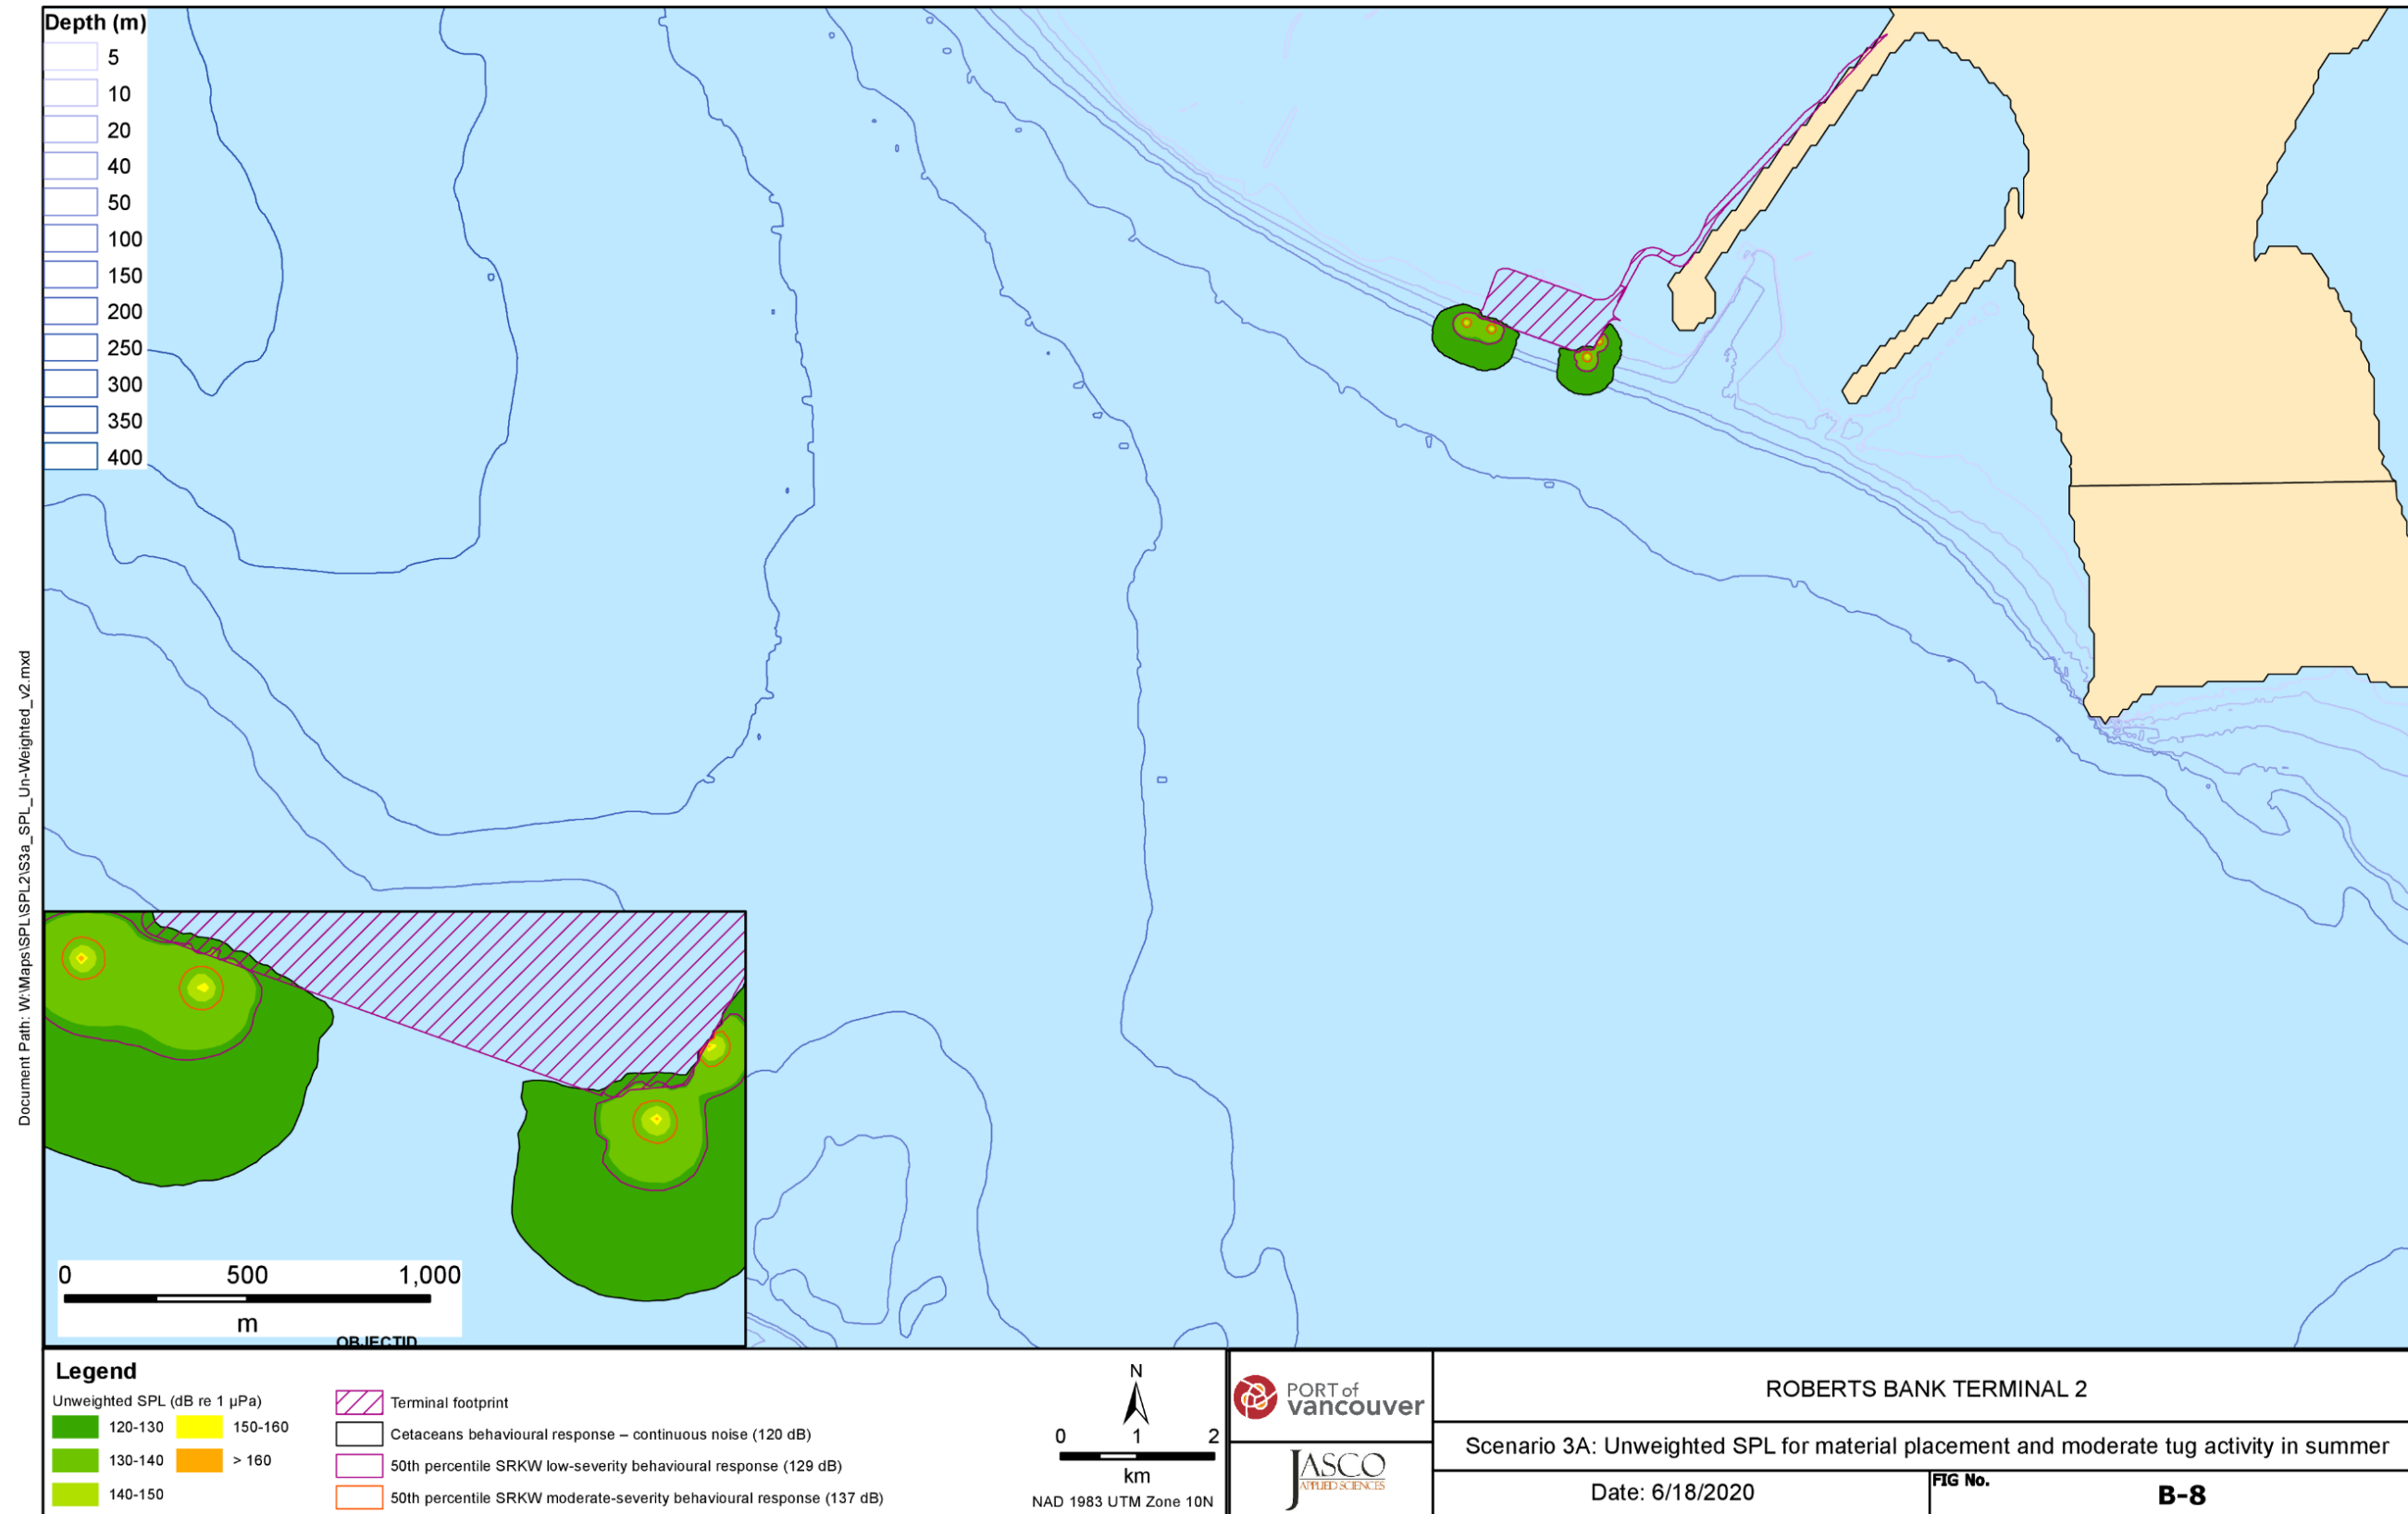 Depth (m)
5
10
20
40
50
100
150
200
250
300
350
400
Document Path: W:\Maps\SPL\SPL2\S3a_SPL_Un-Weighted_v2.mxd
0 500 1,000
m
OBJECTID
Legend
Unweighted SPL (dB re 1 µPa)
120-130
130-140
140-150
150-160
> 160
Terminal footprint
Cetaceans behavioural response – continuous noise (120 dB)
50th percentile SRKW low-severity behavioural response (129 dB)
50th percentile SRKW moderate-severity behavioural response (137 dB)
N
0 1 2
km
NAD 1983 UTM Zone 10N
PORT of
vancouver
JASCO
APPLIED SCIENCES
ROBERTS BANK TERMINAL 2
Scenario 3A: Unweighted SPL for material placement and moderate tug activity in summer
Date: 6/18/2020
FIG No.
B-8